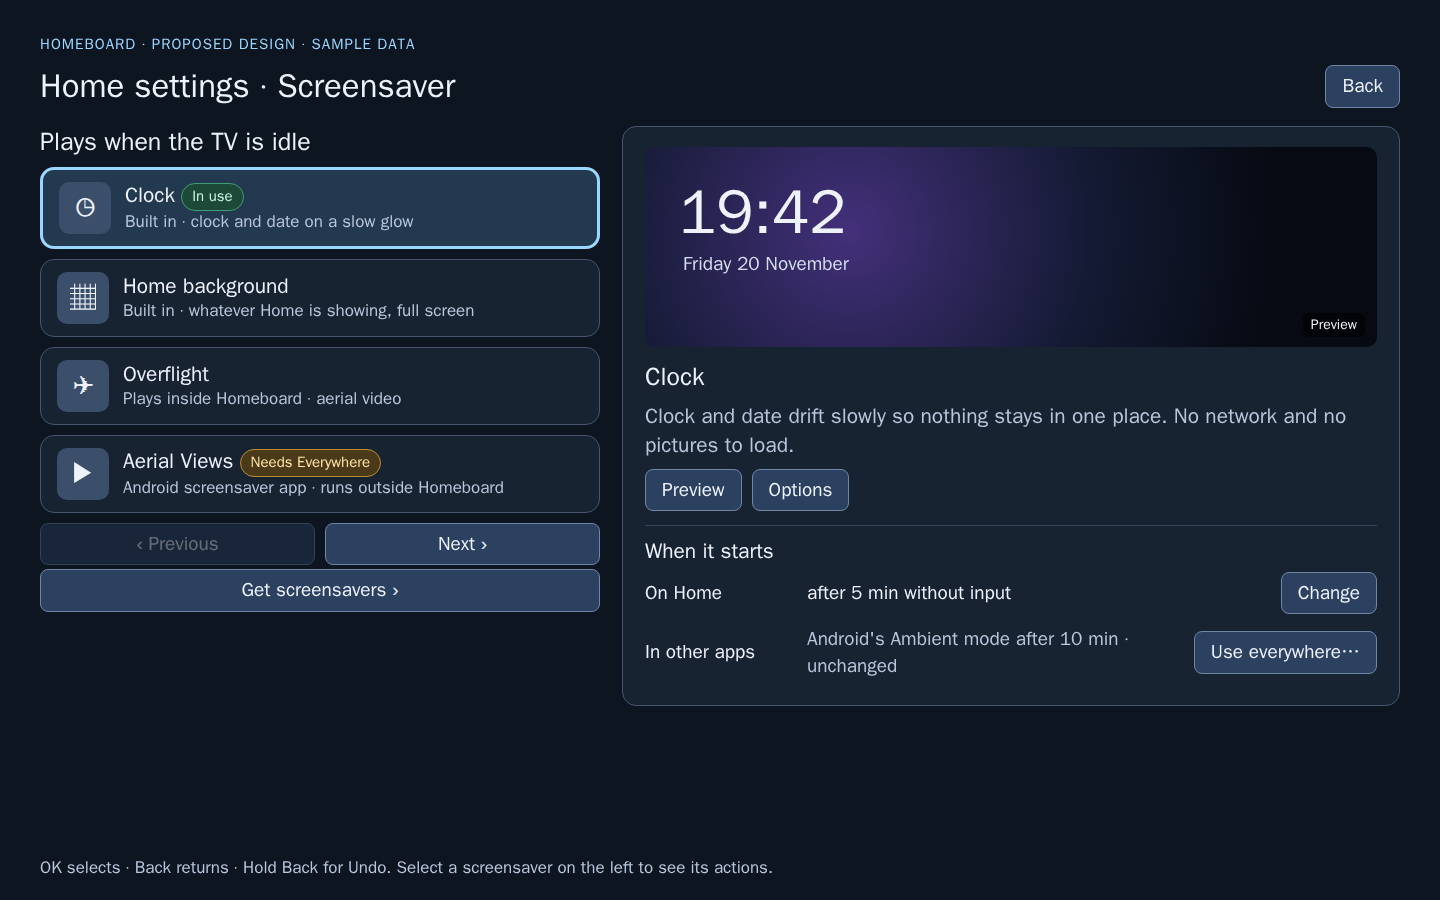 HOMEBOARD · PROPOSED DESIGN · SAMPLE DATA
Home settings · Screensaver
Back
Plays when the TV is idle
Clock In use
Built in · clock and date on a slow glow
Home background
Built in · whatever Home is showing, full screen
Overflight
Plays inside Homeboard · aerial video
Aerial Views Needs Everywhere
Android screensaver app · runs outside Homeboard
‹ Previous
Next ›
Get screensavers ›
19:42
Friday 20 November
Preview
Clock
Clock and date drift slowly so nothing stays in one place. No network and no
pictures to load.
Preview
Options
When it starts
On Home
after 5 min without input
Change
In other apps
Android's Ambient mode after 10 min ·
unchanged
Use everywhere···
OK selects · Back returns · Hold Back for Undo. Select a screensaver on the left to see its actions.